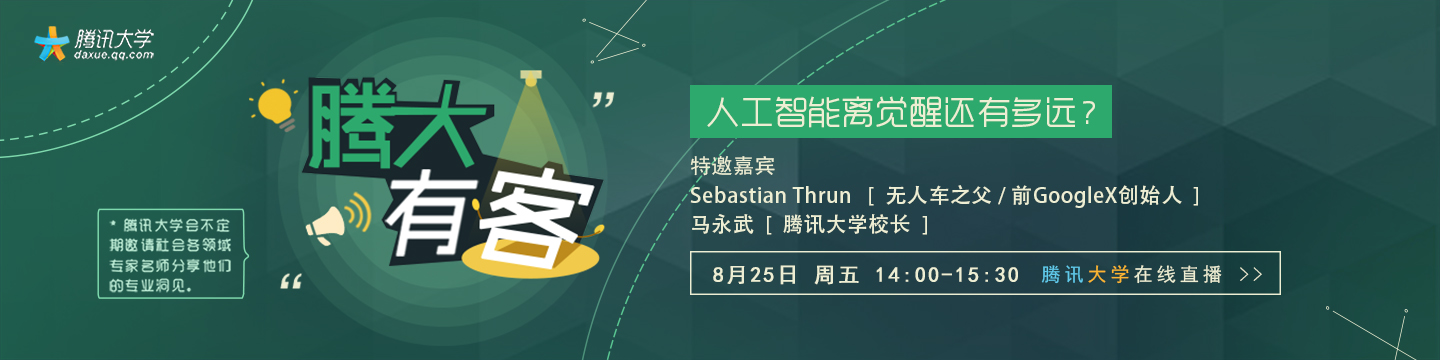 腾讯大学
daxue.qq.com
腾大
有客
* 腾讯大学会不定
期邀请社会各领域
专家名师分享他们
的专业洞见。
人工智能离觉醒还有多远?
特邀嘉宾
Sebastian Thrun [ 无人车之父 / 前GoogleX创始人 ]
马永武 [ 腾讯大学校长 ]
8月25日 周五 14:00-15:30 腾讯大学在线直播 >>